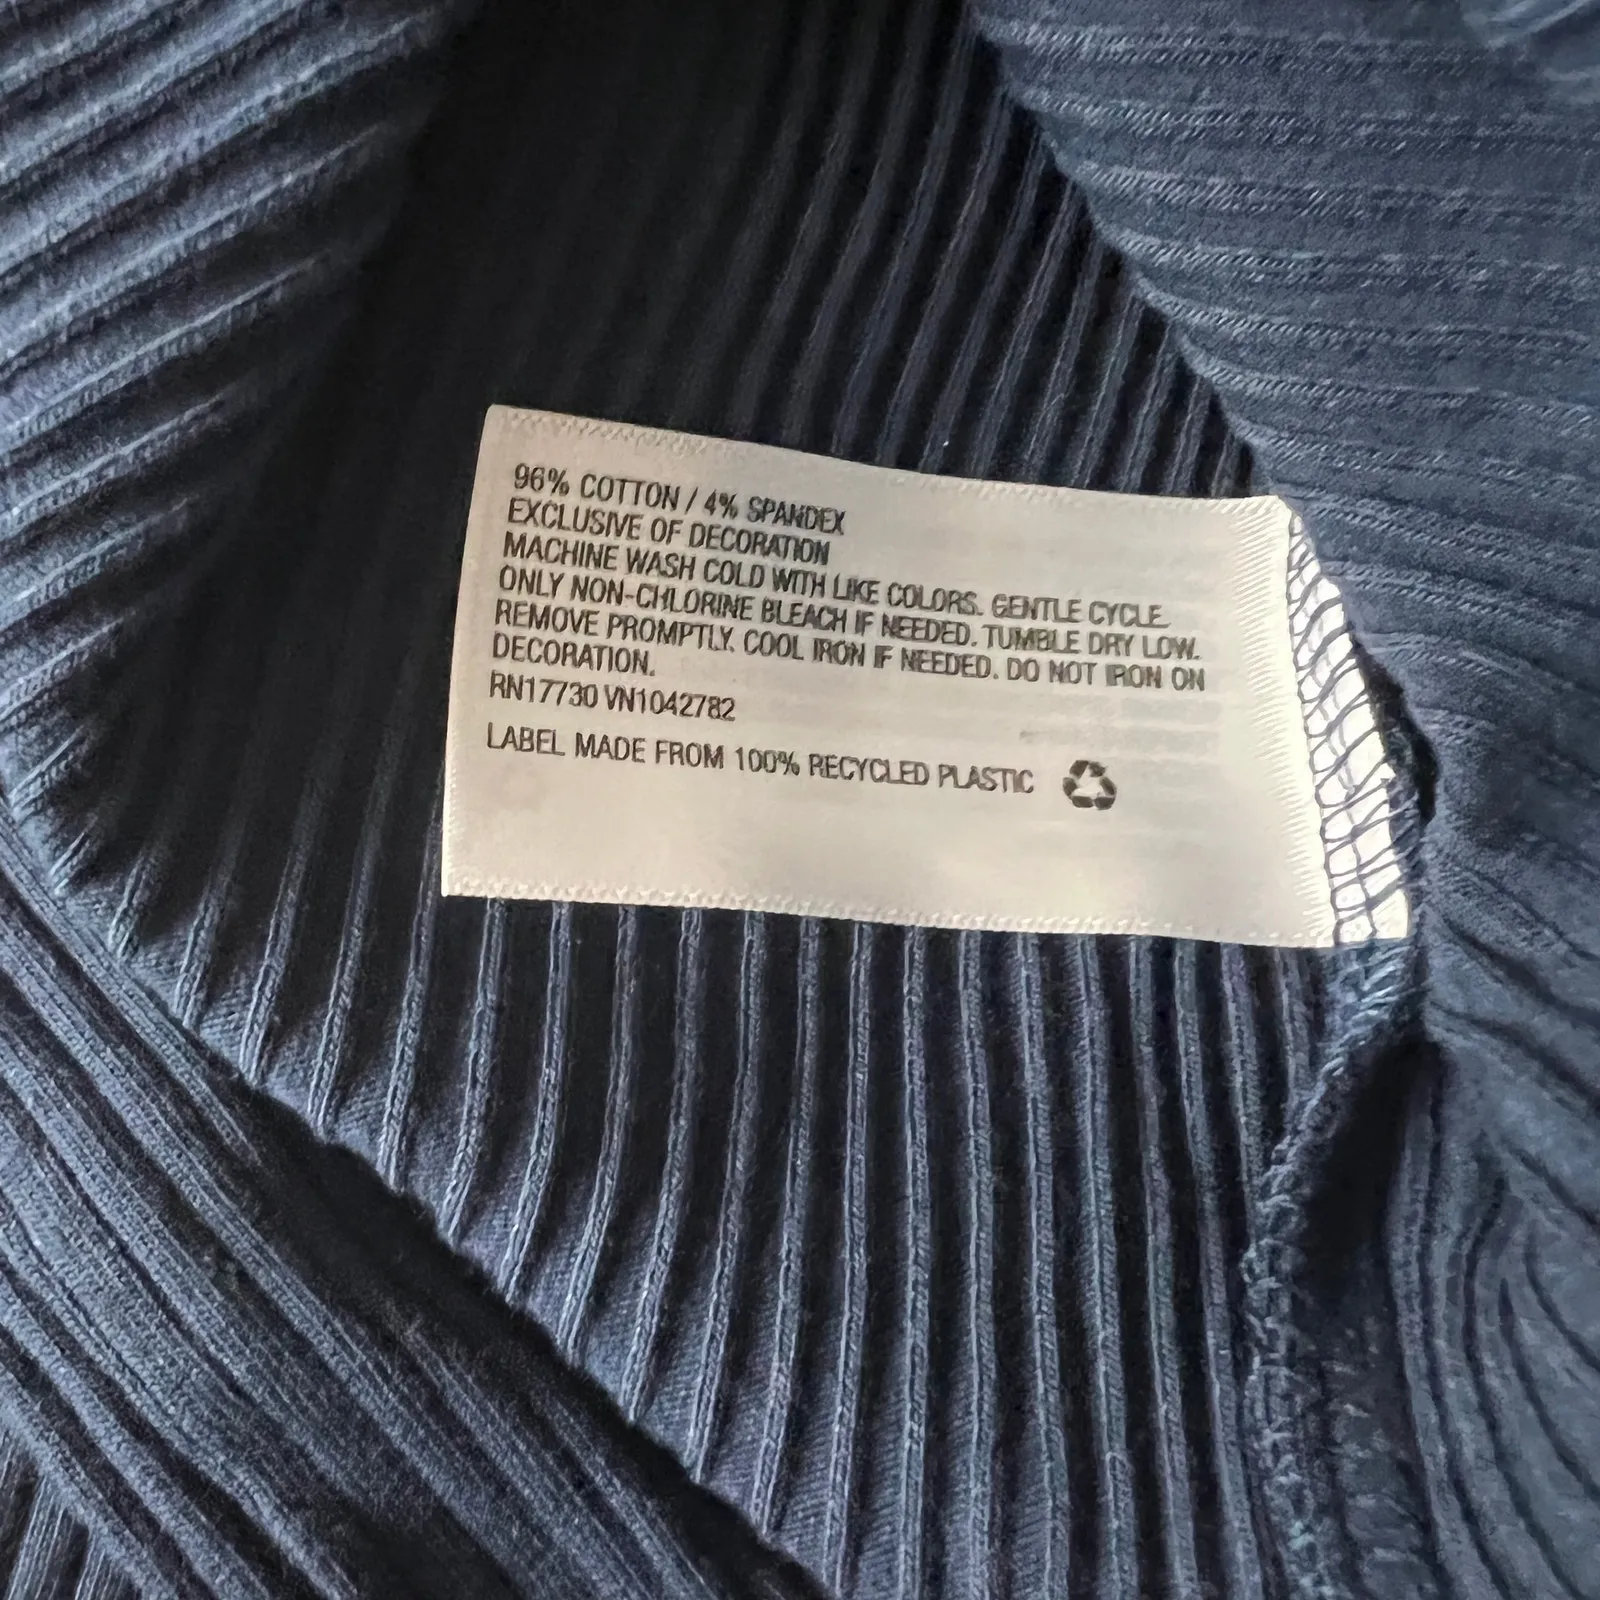 96% COTTON / 4% SPANDEX
EXCLUSIVE OF DECORATION
MACHINE WASH COLD WITH LIKE COLORS. GENTLE CYCLE.
ONLY NON-CHLORINE BLEACH IF NEEDED. TUMBLE DRY LOW.
REMOVE PROMPTLY. COOL IRON IF NEEDED. DO NOT IRON ON
DECORATION.
RN17730 VN1042782
LABEL MADE FROM 100% RECYCLED PLASTIC